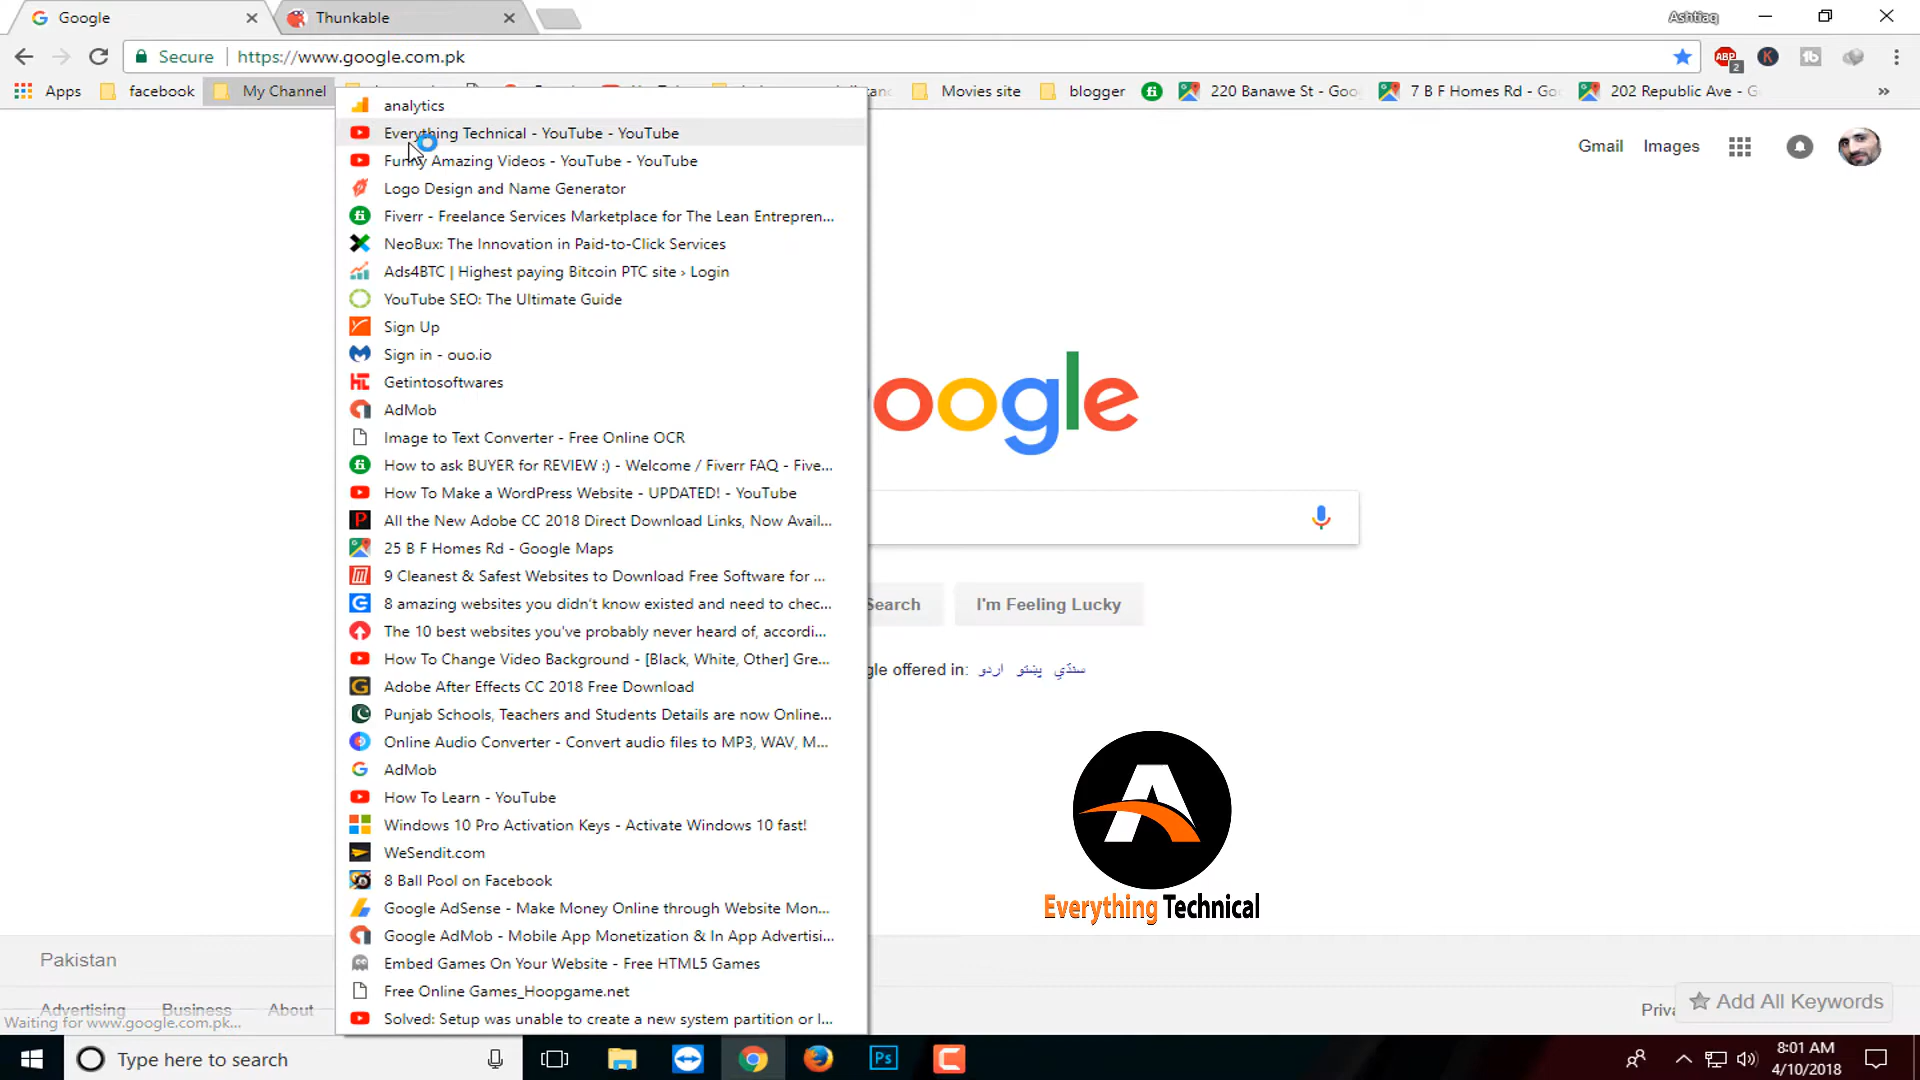 Google
Thunkable
Ashtiaq
Secure
https://www.google.com.pk
Apps
facebook
My Channel
Movies site
blogger
220 Banawe St - Goo
7 B F Homes Rd - Go
202 Republic Ave - G
»
analytics
Everything Technical - YouTube - YouTube
Funny Amazing Videos - YouTube - YouTube
Logo Design and Name Generator
Fiverr - Freelance Services Marketplace for The Lean Entrepren...
NeoBux: The Innovation in Paid-to-Click Services
Ads4BTC | Highest paying Bitcoin PTC site › Login
YouTube SEO: The Ultimate Guide
Sign Up
Sign in - ouo.io
Getintosoftwares
AdMob
Image to Text Converter - Free Online OCR
How to ask BUYER for REVIEW :) - Welcome / Fiverr FAQ - Five...
How To Make a WordPress Website - UPDATED! - YouTube
All the New Adobe CC 2018 Direct Download Links, Now Avail...
25 B F Homes Rd - Google Maps
9 Cleanest & Safest Websites to Download Free Software for ...
8 amazing websites you didn't know existed and need to chec...
The 10 best websites you've probably never heard of, accordi...
How To Change Video Background - [Black, White, Other] Gre...
Adobe After Effects CC 2018 Free Download
Punjab Schools, Teachers and Students Details are now Online...
Online Audio Converter - Convert audio files to MP3, WAV, M...
AdMob
How To Learn - YouTube
Windows 10 Pro Activation Keys - Activate Windows 10 fast!
WeSendit.com
8 Ball Pool on Facebook
Google AdSense - Make Money Online through Website Mon...
Google AdMob - Mobile App Monetization & In App Advertisi...
Embed Games On Your Website - Free HTML5 Games
Free Online Games_Hoopgame.net
Solved: Setup was unable to create a new system partition or l...
Gmail
Images
oogle
Search
I'm Feeling Lucky
gle offered in: اردو پښتو سنڌي
Everything Technical
Pakistan
Advertising
Business
About
Priva
Add All Keywords
Waiting for www.google.com.pk...
Type here to search
Ps
8:01 AM
4/10/2018